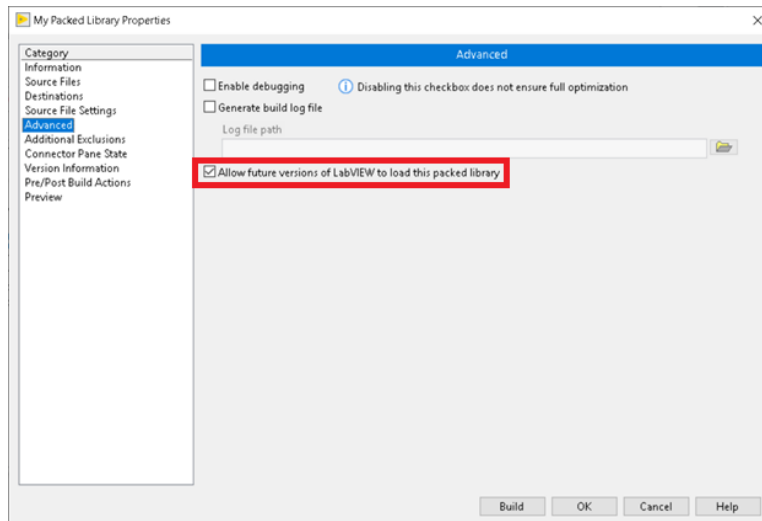 My Packed Library Properties
Category
Information
Source Files
Destinations
Source File Settings
Advanced
Additional Exclusions
Connector Pane State
Version Information
Pre/Post Build Actions
Preview
Advanced
Enable debugging
Disabling this checkbox does not ensure full optimization
Generate build log file
Log file path
Allow future versions of LabVIEW to load this packed library
Build
OK
Cancel
Help